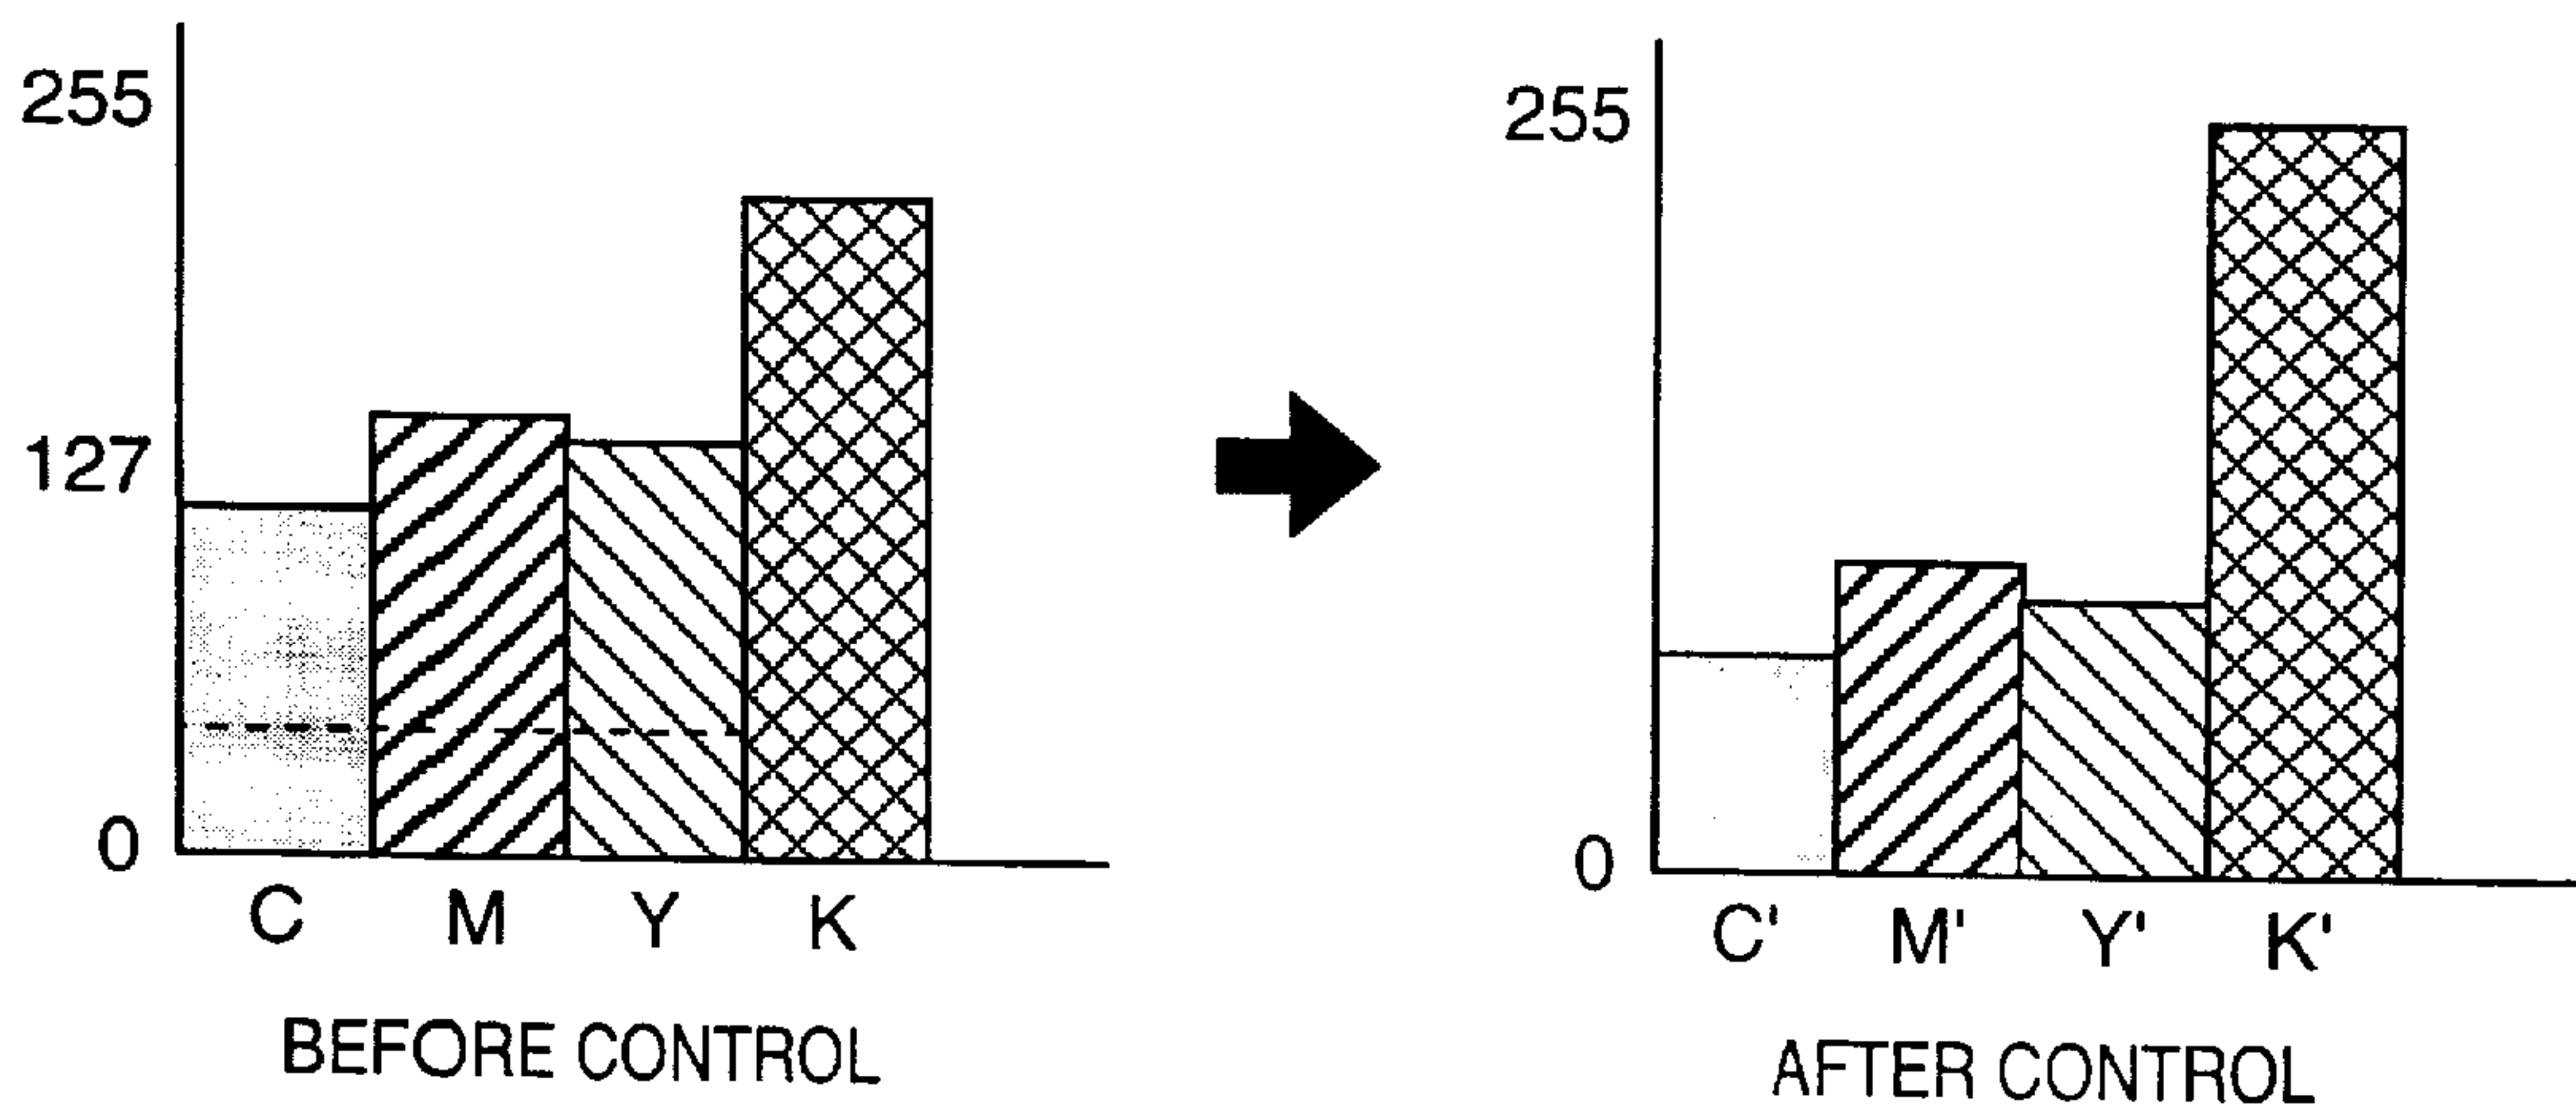 255
127
0
C M Y K
BEFORE CONTROL
255
0
C' M' Y' K'
AFTER CONTROL